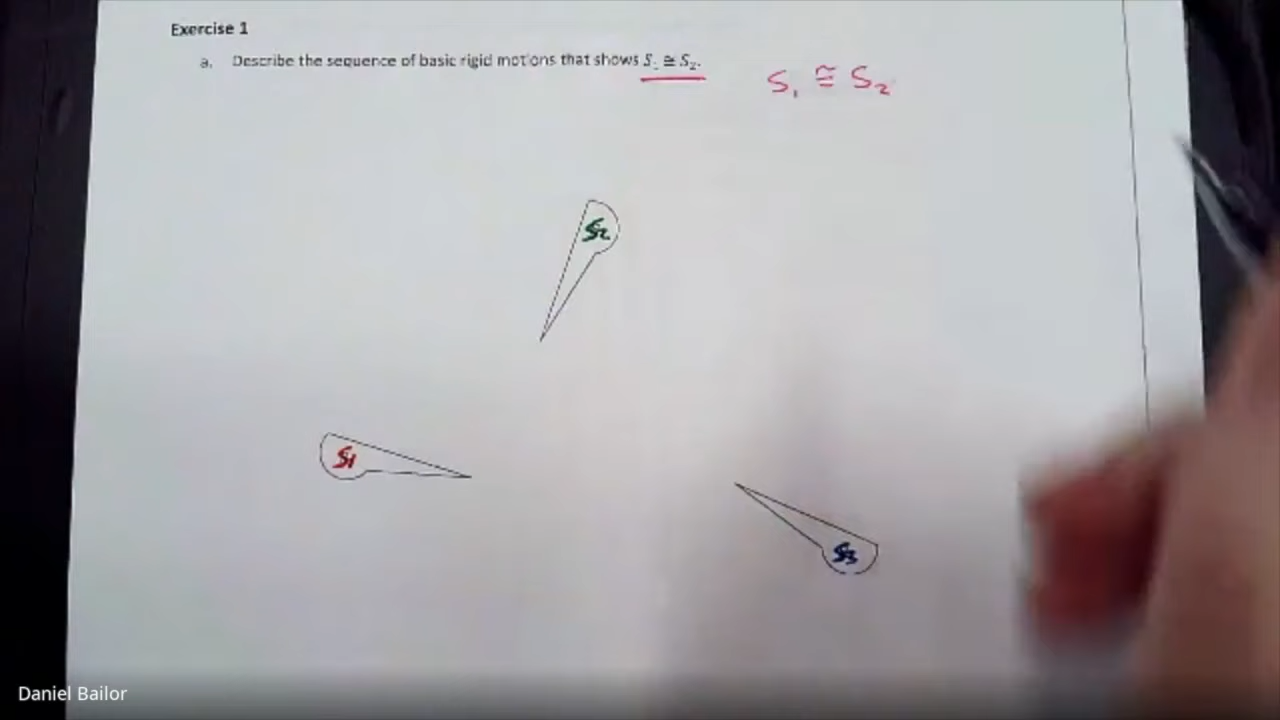 Exercise 1
a. Describe the sequence of basic rigid motions that shows S₁ ≅ S₂.
S₁ ≅ S₂
S₂
S₁
S₃
Daniel Bailor